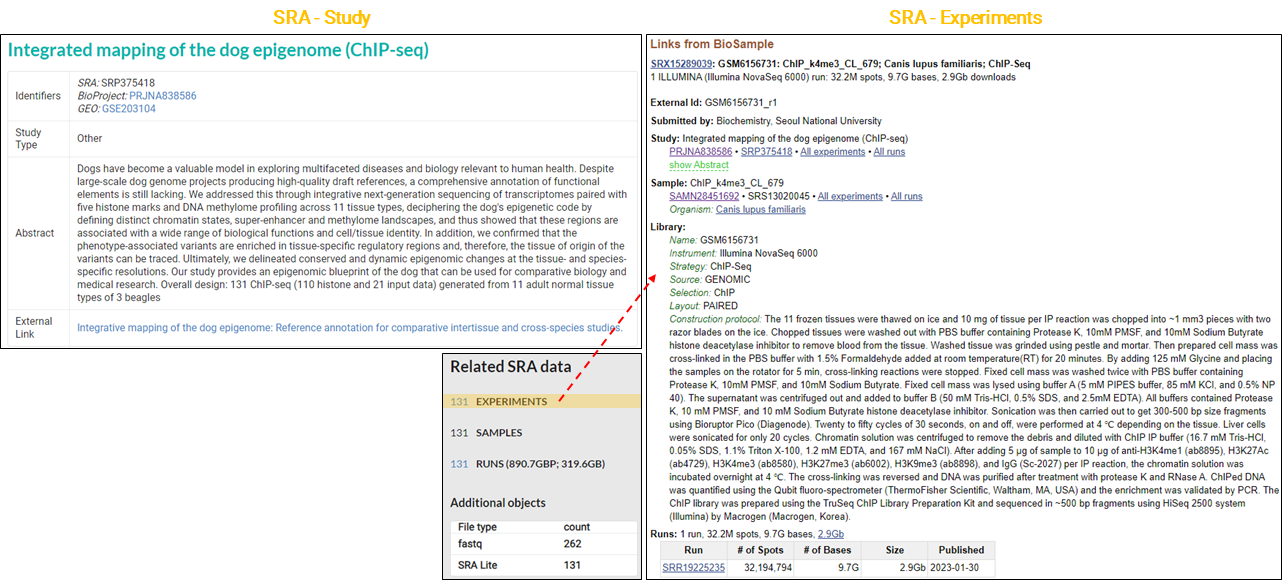 SRA - Study
Integrated mapping of the dog epigenome (ChIP-seq)
Identifiers
SRA: SRP375418
BioProject: PRJNA838586
GEO: GSE203104
Study
Type
Other
Abstract
Dogs have become a valuable model in exploring multifaceted diseases and biology relevant to human health. Despite
large-scale dog genome projects producing high-quality draft references, a comprehensive annotation of functional
elements is still lacking. We addressed this through integrative next-generation sequencing of transcriptomes paired with
five histone marks and DNA methylome profiling across 11 tissue types, deciphering the dog's epigenetic code by
defining distinct chromatin states, super-enhancer and methylome landscapes, and thus showed that these regions are
associated with a wide range of biological functions and cell/tissue identity. In addition, we confirmed that the
phenotype-associated variants are enriched in tissue-specific regulatory regions and, therefore, the tissue of origin of the
variants can be traced. Ultimately, we delineated conserved and dynamic epigenomic changes at the tissue- and species-
specific resolutions. Our study provides an epigenomic blueprint of the dog that can be used for comparative biology and
medical research. Overall design: 131 ChIP-seq (110 histone and 21 input data) generated from 11 adult normal tissue
types of 3 beagles
External
Link
Integrative mapping of the dog epigenome: Reference annotation for comparative intertissue and cross-species studies.
Related SRA data
131 EXPERIMENTS
131 SAMPLES
131 RUNS (890.7GBP; 319.6GB)
Additional objects
File type count
fastq 262
SRA Lite 131
SRA - Experiments
Links from BioSample
SRX15289039: GSM6156731: ChIP_k4me3_CL_679; Canis lupus familiaris; ChIP-Seq
1 ILLUMINA (Illumina NovaSeq 6000) run: 32.2M spots, 9.7G bases, 2.9Gb downloads
External Id: GSM6156731_r1
Submitted by: Biochemistry, Seoul National University
Study: Integrated mapping of the dog epigenome (ChIP-seq)
PRJNA838586 • SRP375418 • All experiments • All runs
show Abstract
Sample: ChIP_k4me3_CL_679
SAMN28451692 • SRS13020045 • All experiments • All runs
Organism: Canis lupus familiaris
Library:
Name: GSM6156731
Instrument: Illumina NovaSeq 6000
Strategy: ChIP-Seq
Source: GENOMIC
Selection: ChIP
Layout: PAIRED
Construction protocol: The 11 frozen tissues were thawed on ice and 10 mg of tissue per IP reaction was chopped into ~1 mm3 pieces with two
razor blades on the ice. Chopped tissues were washed out with PBS buffer containing Protease K, 10mM PMSF, and 10mM Sodium Butyrate
histone deacetylase inhibitor to remove blood from the tissue. Washed tissue was grinded using pestle and mortar. Then prepared cell mass was
cross-linked in the PBS buffer with 1.5% Formaldehyde added at room temperature(RT) for 20 minutes. By adding 125 mM Glycine and placing
the samples on the rotator for 5 min, cross-linking reactions were stopped. Fixed cell mass was washed twice with PBS buffer containing
Protease K, 10mM PMSF, and 10mM Sodium Butyrate. Fixed cell mass was lysed using buffer A (5 mM PIPES buffer, 85 mM KCl, and 0.5% NP
40). The supernatant was centrifuged out and added to buffer B (50 mM Tris-HCl, 0.5% SDS, and 2.5mM EDTA). All buffers contained Protease
K, 10 mM PMSF, and 10 mM Sodium Butyrate histone deacetylase inhibitor. Sonication was then carried out to get 300-500 bp size fragments
using Bioruptor Pico (Diagenode). Twenty to fifty cycles of 30 seconds, on and off, were performed at 4 ℃ depending on the tissue. Liver cells
were sonicated for only 20 cycles. Chromatin solution was centrifuged to remove the debris and diluted with ChIP IP buffer (16.7 mM Tris-HCl,
0.05% SDS, 1.1% Triton X-100, 1.2 mM EDTA, and 167 mM NaCl). After adding 5 μg of sample to 10 μg of anti-H3K4me1 (ab8895), H3K27Ac
(ab4729), H3K4me3 (ab8580), H3K27me3 (ab6002), H3K9me3 (ab8898), and IgG (Sc-2027) per IP reaction, the chromatin solution was
incubated overnight at 4 ℃. The cross-linking was reversed and DNA was purified after treatment with protease K and RNase A. ChIPed DNA
was quantified using the Qubit fluoro-spectrometer (ThermoFisher Scientific, Waltham, MA, USA) and the enrichment was validated by PCR. The
ChIP library was prepared using the TruSeq ChIP Library Preparation Kit and sequenced in ~500 bp fragments using HiSeq 2500 system
(Illumina) by Macrogen (Macrogen, Korea).
Runs: 1 run, 32.2M spots, 9.7G bases, 2.9Gb
Run # of Spots # of Bases Size Published
SRR19225235 32,194,794 9.7G 2.9Gb 2023-01-30